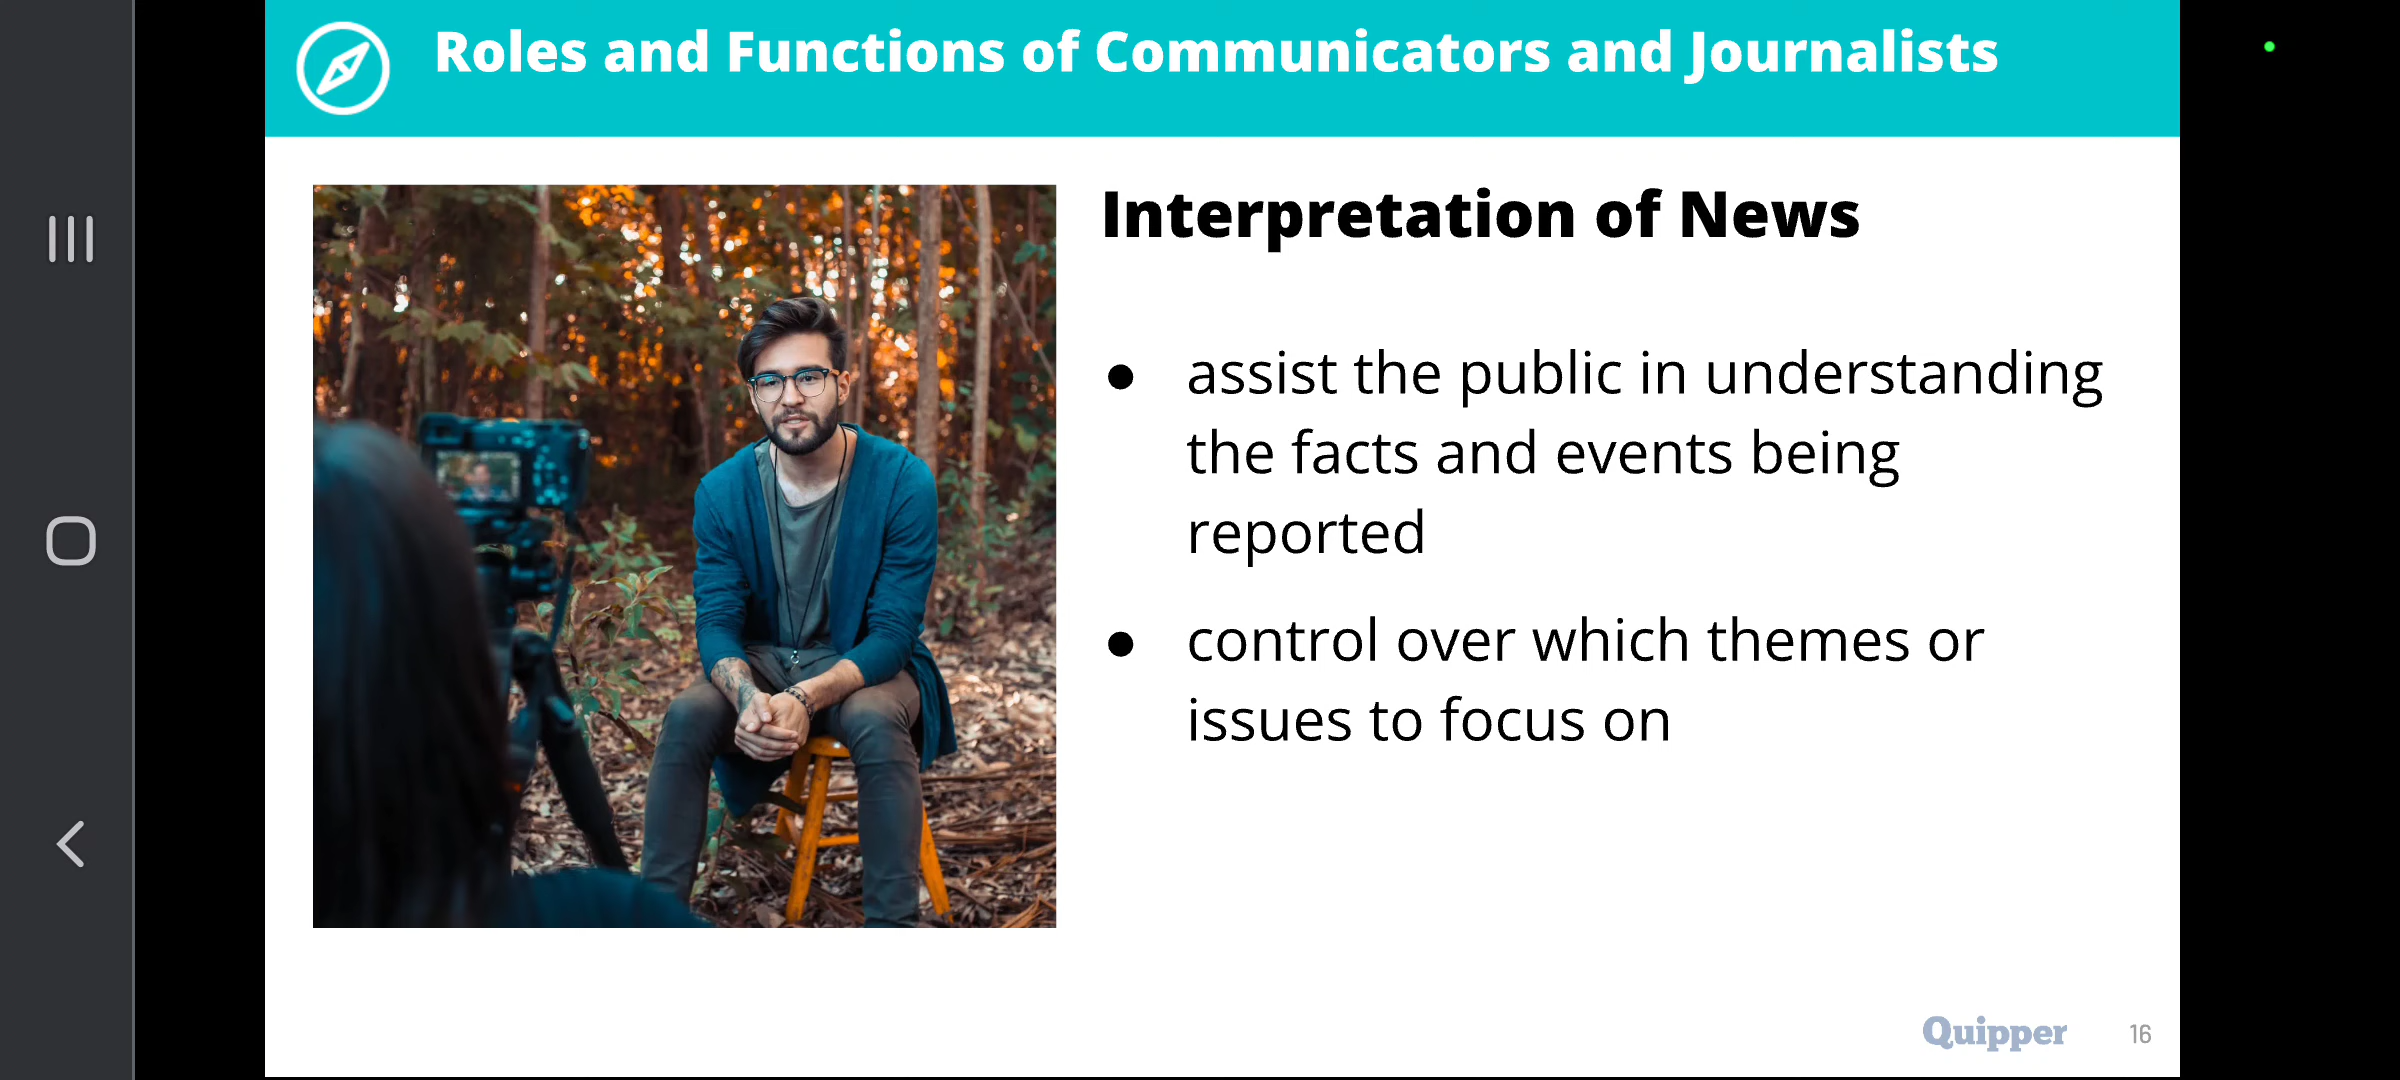 Roles and Functions of Communicators and Journalists
Interpretation of News
● assist the public in understanding
the facts and events being
reported
● control over which themes or
issues to focus on
Quipper 16